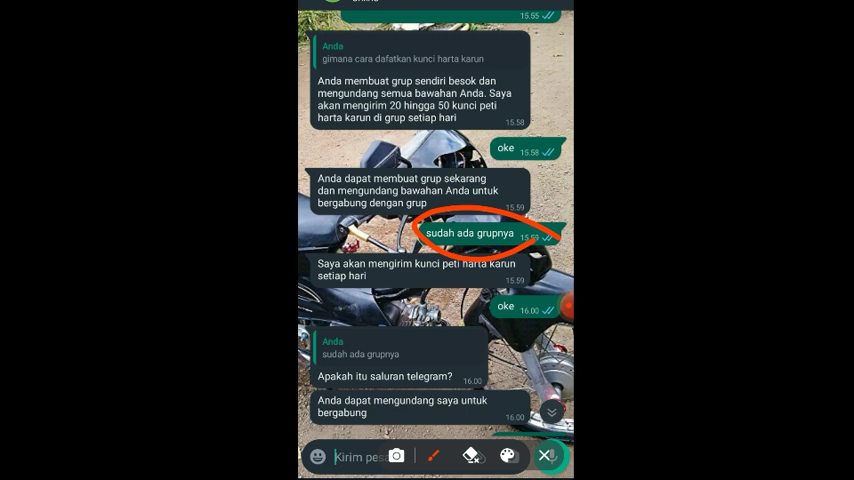 15.55
Anda
gimana cara dafatkan kunci harta karun
Anda membuat grup sendiri besok dan
mengundang semua bawahan Anda. Saya
akan mengirim 20 hingga 50 kunci peti
harta karun di grup setiap hari
15.58
oke 15.58
Anda dapat membuat grup sekarang
dan mengundang bawahan Anda untuk
bergabung dengan grup
15.59
sudah ada grupnya 15.59
Saya akan mengirim kunci peti harta karun
setiap hari
15.59
oke 16.00
Anda
sudah ada grupnya
Apakah itu saluran telegram?
16.00
Anda dapat mengundang saya untuk
bergabung
16.00
Kirim